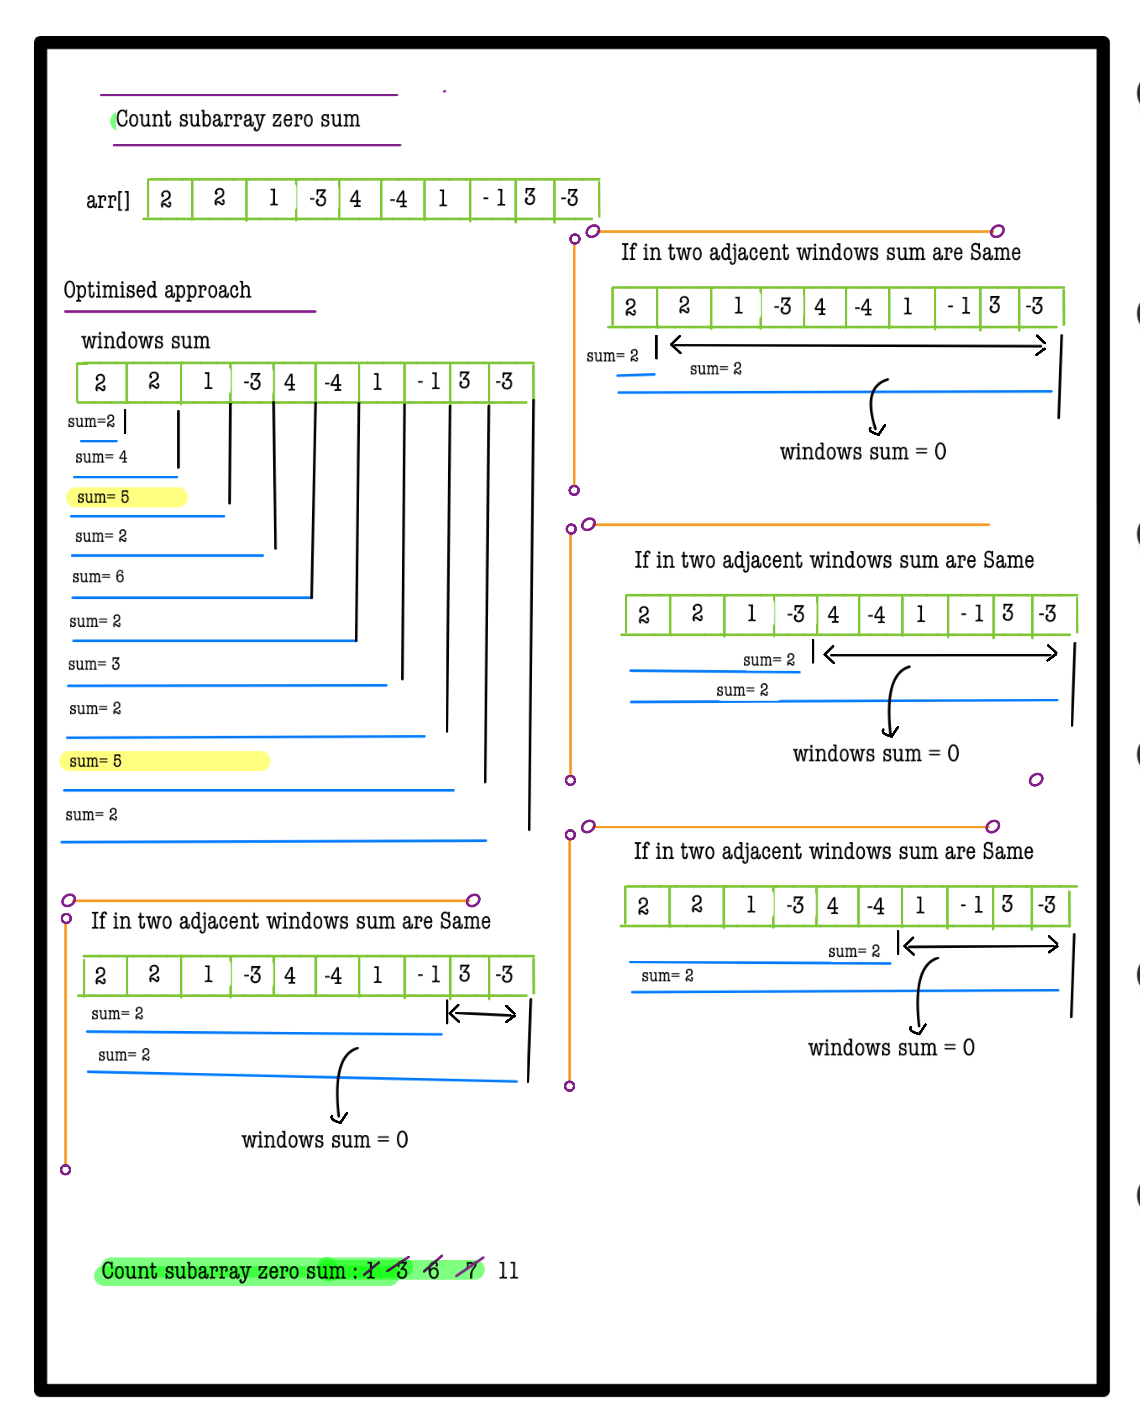 Count subarray zero sum
arr[] 2 2 1 -3 4 -4 1 -1 3 -3
Optimised approach
windows sum
2 2 1 -3 4 -4 1 -1 3 -3
sum=2
sum= 4
sum= 5
sum= 2
sum= 6
sum= 2
sum= 3
sum= 2
sum= 5
sum= 2
If in two adjacent windows sum are Same
2 2 1 -3 4 -4 1 -1 3 -3
sum= 2
sum= 2
windows sum = 0
If in two adjacent windows sum are Same
2 2 1 -3 4 -4 1 -1 3 -3
sum= 2
sum= 2
windows sum = 0
If in two adjacent windows sum are Same
2 2 1 -3 4 -4 1 -1 3 -3
sum= 2
sum= 2
windows sum = 0
If in two adjacent windows sum are Same
2 2 1 -3 4 -4 1 -1 3 -3
sum= 2
sum= 2
windows sum = 0
Count subarray zero sum : 1 3 6 7 11